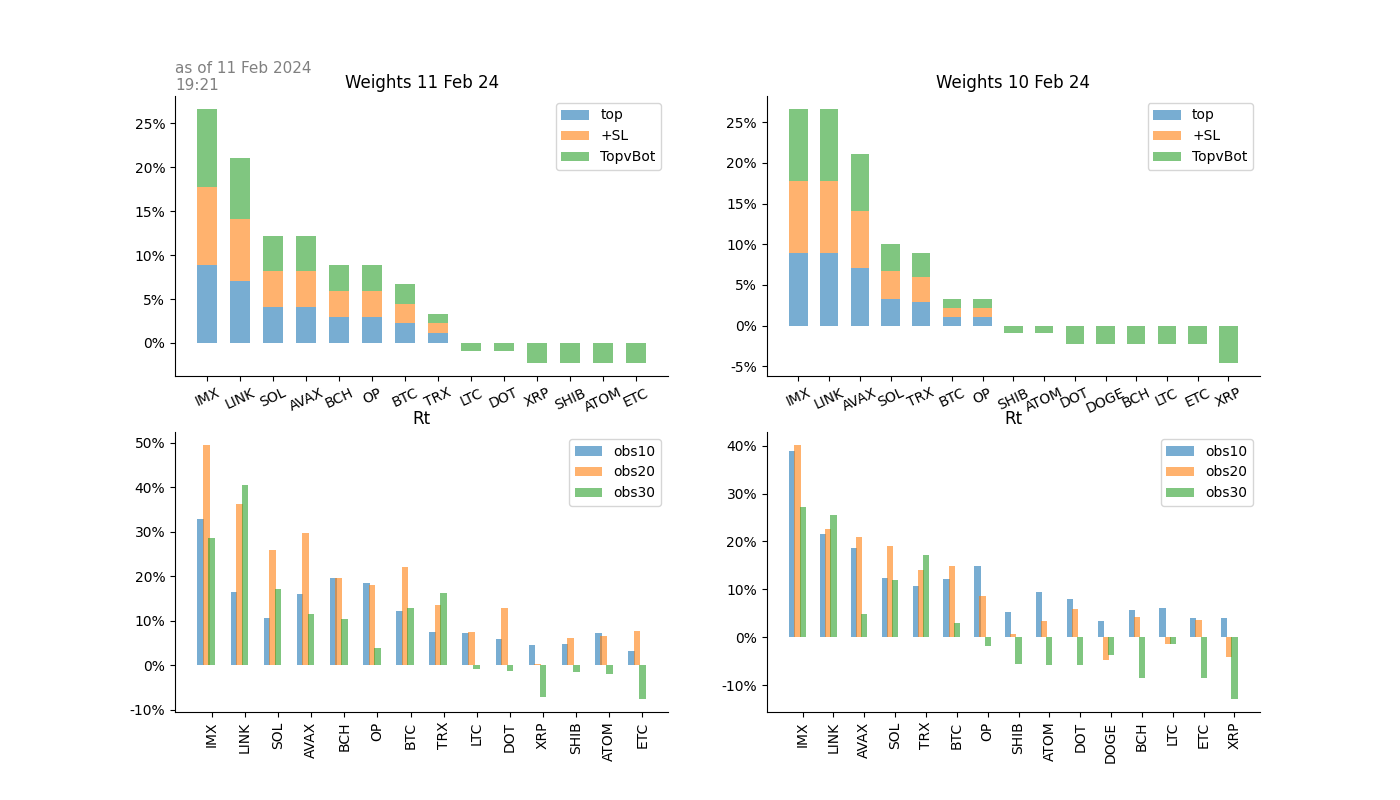 as of 11 Feb 2024
19:21
Weights 11 Feb 24
25%
20%
15%
10%
5%
0%
top
+SL
TopvBot
IMX LINK SOL AVAX BCH OP BTC TRX LTC DOT XRP SHIB ATOM ETC
Weights 10 Feb 24
25%
20%
15%
10%
5%
0%
-5%
top
+SL
TopvBot
IMX LINK AVAX SOL TRX BTC OP SHIB ATOM DOT DOGE BCH LTC ETC XRP
Rt
50%
40%
30%
20%
10%
0%
-10%
obs10
obs20
obs30
IMX LINK SOL AVAX BCH OP BTC TRX LTC DOT XRP SHIB ATOM ETC
Rt
40%
30%
20%
10%
0%
-10%
obs10
obs20
obs30
IMX LINK AVAX SOL TRX BTC OP SHIB ATOM DOT DOGE BCH LTC ETC XRP